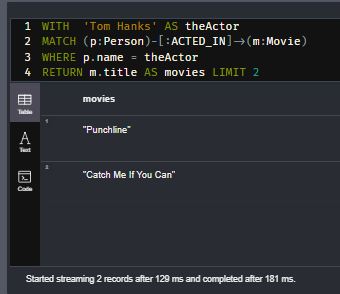 1 WITH 'Tom Hanks' AS theActor
2 MATCH (p:Person)-[:ACTED_IN]→(m:Movie)
3 WHERE p.name = theActor
4 RETURN m.title AS movies LIMIT 2
Table
movies
1
"Punchline"
Text
2
"Catch Me If You Can"
Code
Started streaming 2 records after 129 ms and completed after 181 ms.